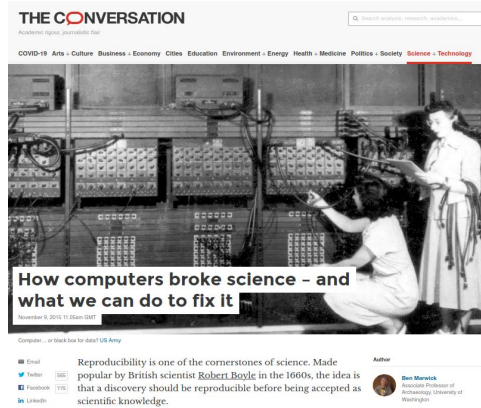 THE CONVERSATION
Academic rigour, journalistic flair
Search analysis, research, academics…
COVID-19 Arts + Culture Business + Economy Cities Education Environment + Energy Health + Medicine Politics + Society Science + Technology
How computers broke science – and
what we can do to fix it
November 9, 2015 11.05am GMT
Computer… or black box for data? US Army
Email
Twitter
Facebook
LinkedIn
Reproducibility is one of the cornerstones of science. Made
popular by British scientist Robert Boyle in the 1660s, the idea is
that a discovery should be reproducible before being accepted as
scientific knowledge.
Author
Ben Marwick
Associate Professor of
Archaeology, University of
Washington